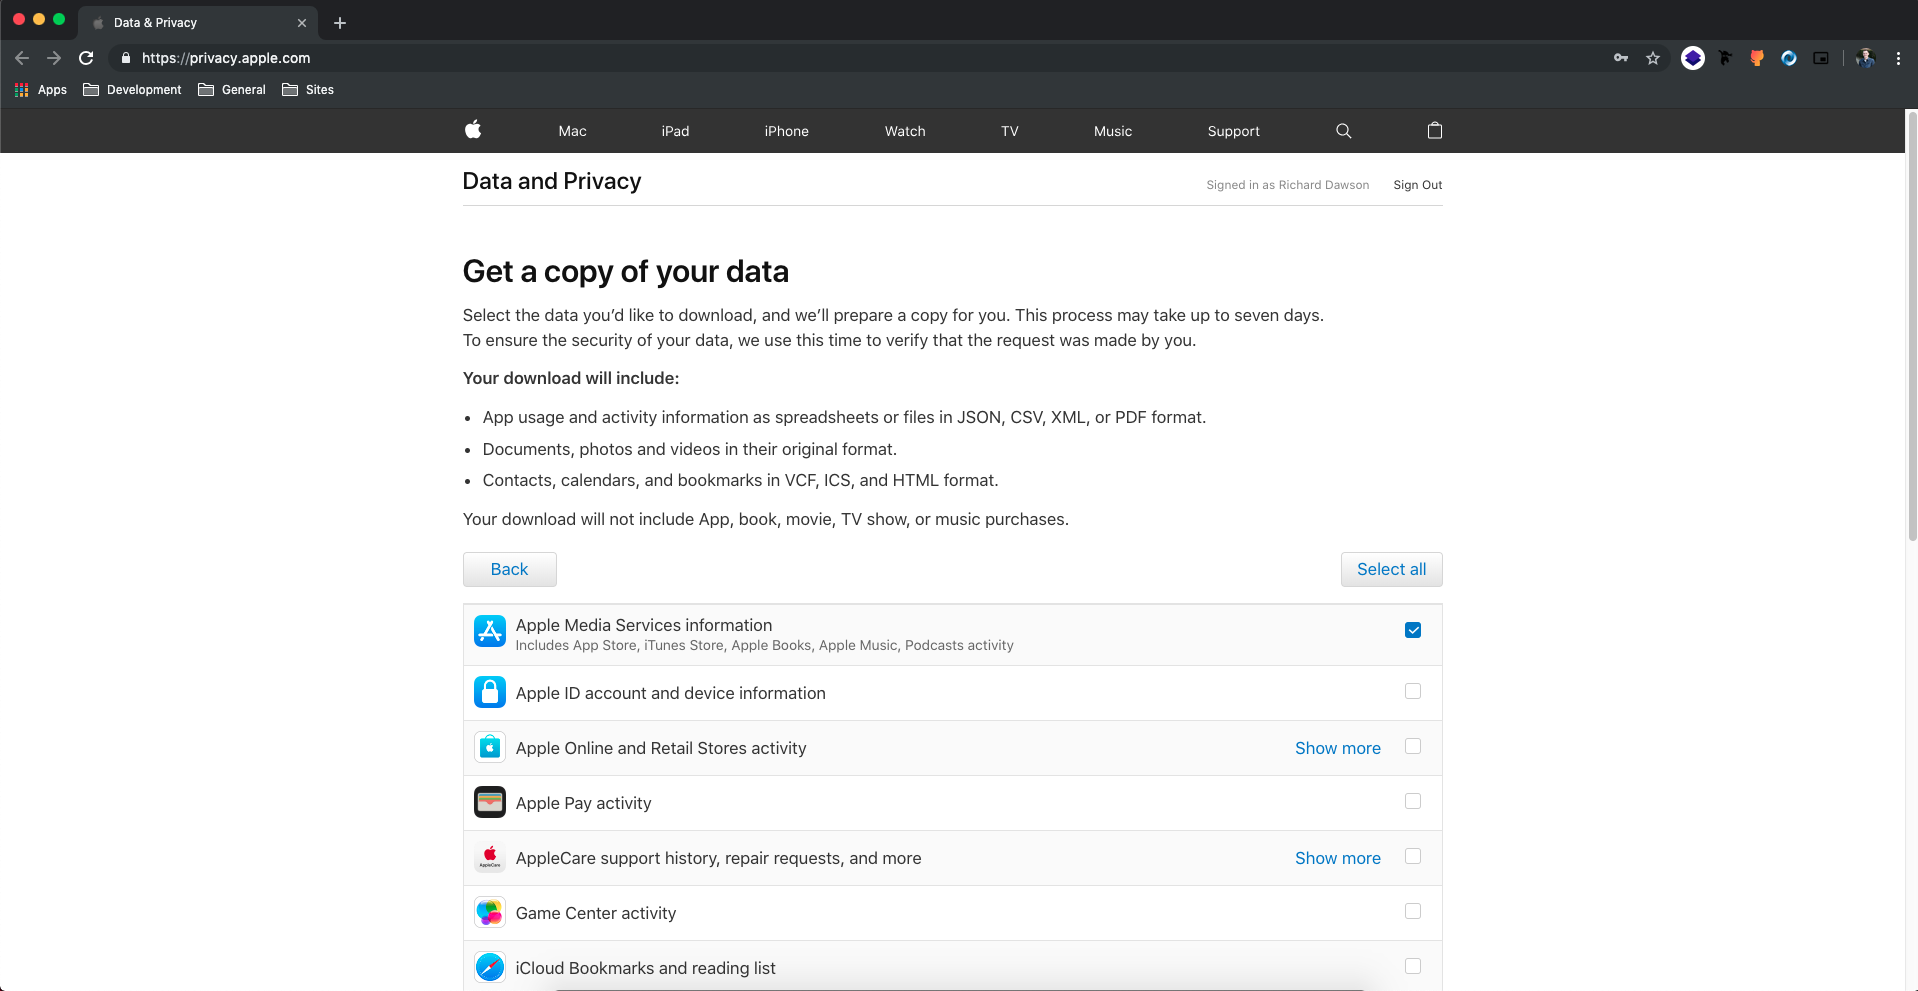 Data & Privacy
https://privacy.apple.com
Apps Development General Sites
Mac iPad iPhone Watch TV Music Support
Data and Privacy
Signed in as Richard Dawson Sign Out
Get a copy of your data
Select the data you’d like to download, and we’ll prepare a copy for you. This process may take up to seven days.
To ensure the security of your data, we use this time to verify that the request was made by you.
Your download will include:
• App usage and activity information as spreadsheets or files in JSON, CSV, XML, or PDF format.
• Documents, photos and videos in their original format.
• Contacts, calendars, and bookmarks in VCF, ICS, and HTML format.
Your download will not include App, book, movie, TV show, or music purchases.
Back Select all
Apple Media Services information
Includes App Store, iTunes Store, Apple Books, Apple Music, Podcasts activity
Apple ID account and device information
Apple Online and Retail Stores activity Show more
Apple Pay activity
AppleCare
AppleCare support history, repair requests, and more Show more
Game Center activity
iCloud Bookmarks and reading list